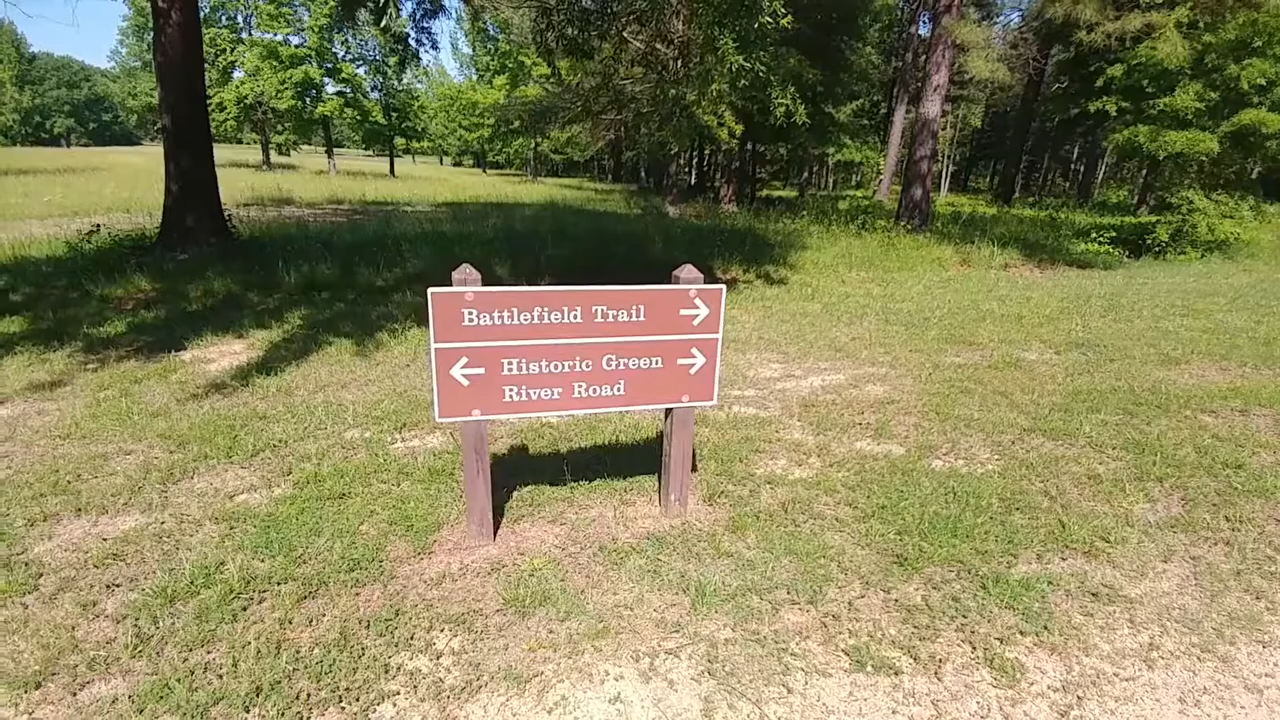 Battlefield Trail →
← Historic Green →
River Road